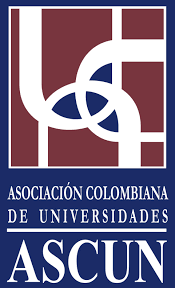 ASOCIACIÓN COLOMBIANA
DE UNIVERSIDADES
ASCUN